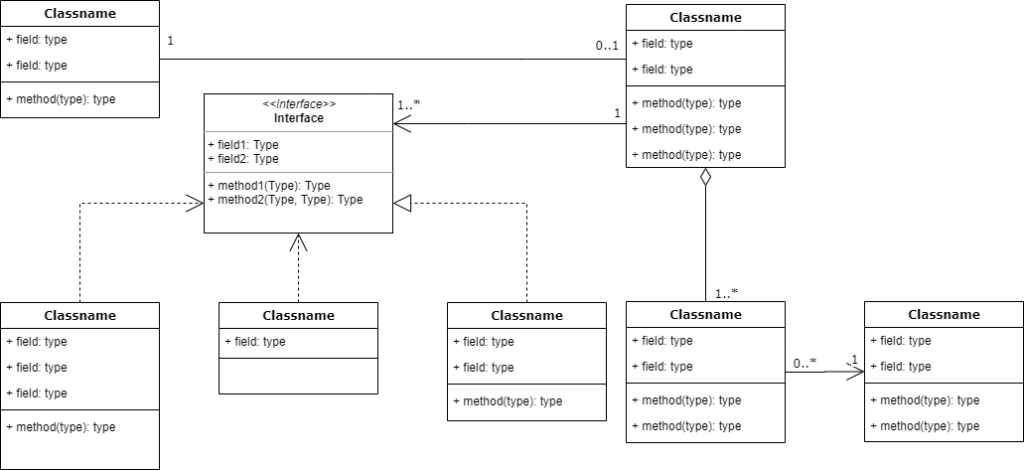 Classname
+ field: type
+ field: type
+ method(type): type
1
0..1
Classname
+ field: type
+ field: type
+ method(type): type
+ method(type): type
+ method(type): type
<<Interface>>
Interface
+ field1: Type
+ field2: Type
+ method1(Type): Type
+ method2(Type, Type): Type
1..*
1
1..*
Classname
+ field: type
+ field: type
+ field: type
+ method(type): type
Classname
+ field: type
Classname
+ field: type
+ field: type
+ method(type): type
Classname
+ field: type
+ field: type
+ method(type): type
+ method(type): type
0..*
1
Classname
+ field: type
+ field: type
+ method(type): type
+ method(type): type